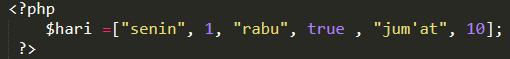 <?php
$hari =["senin", 1, "rabu", true , "jum'at", 10];
?>